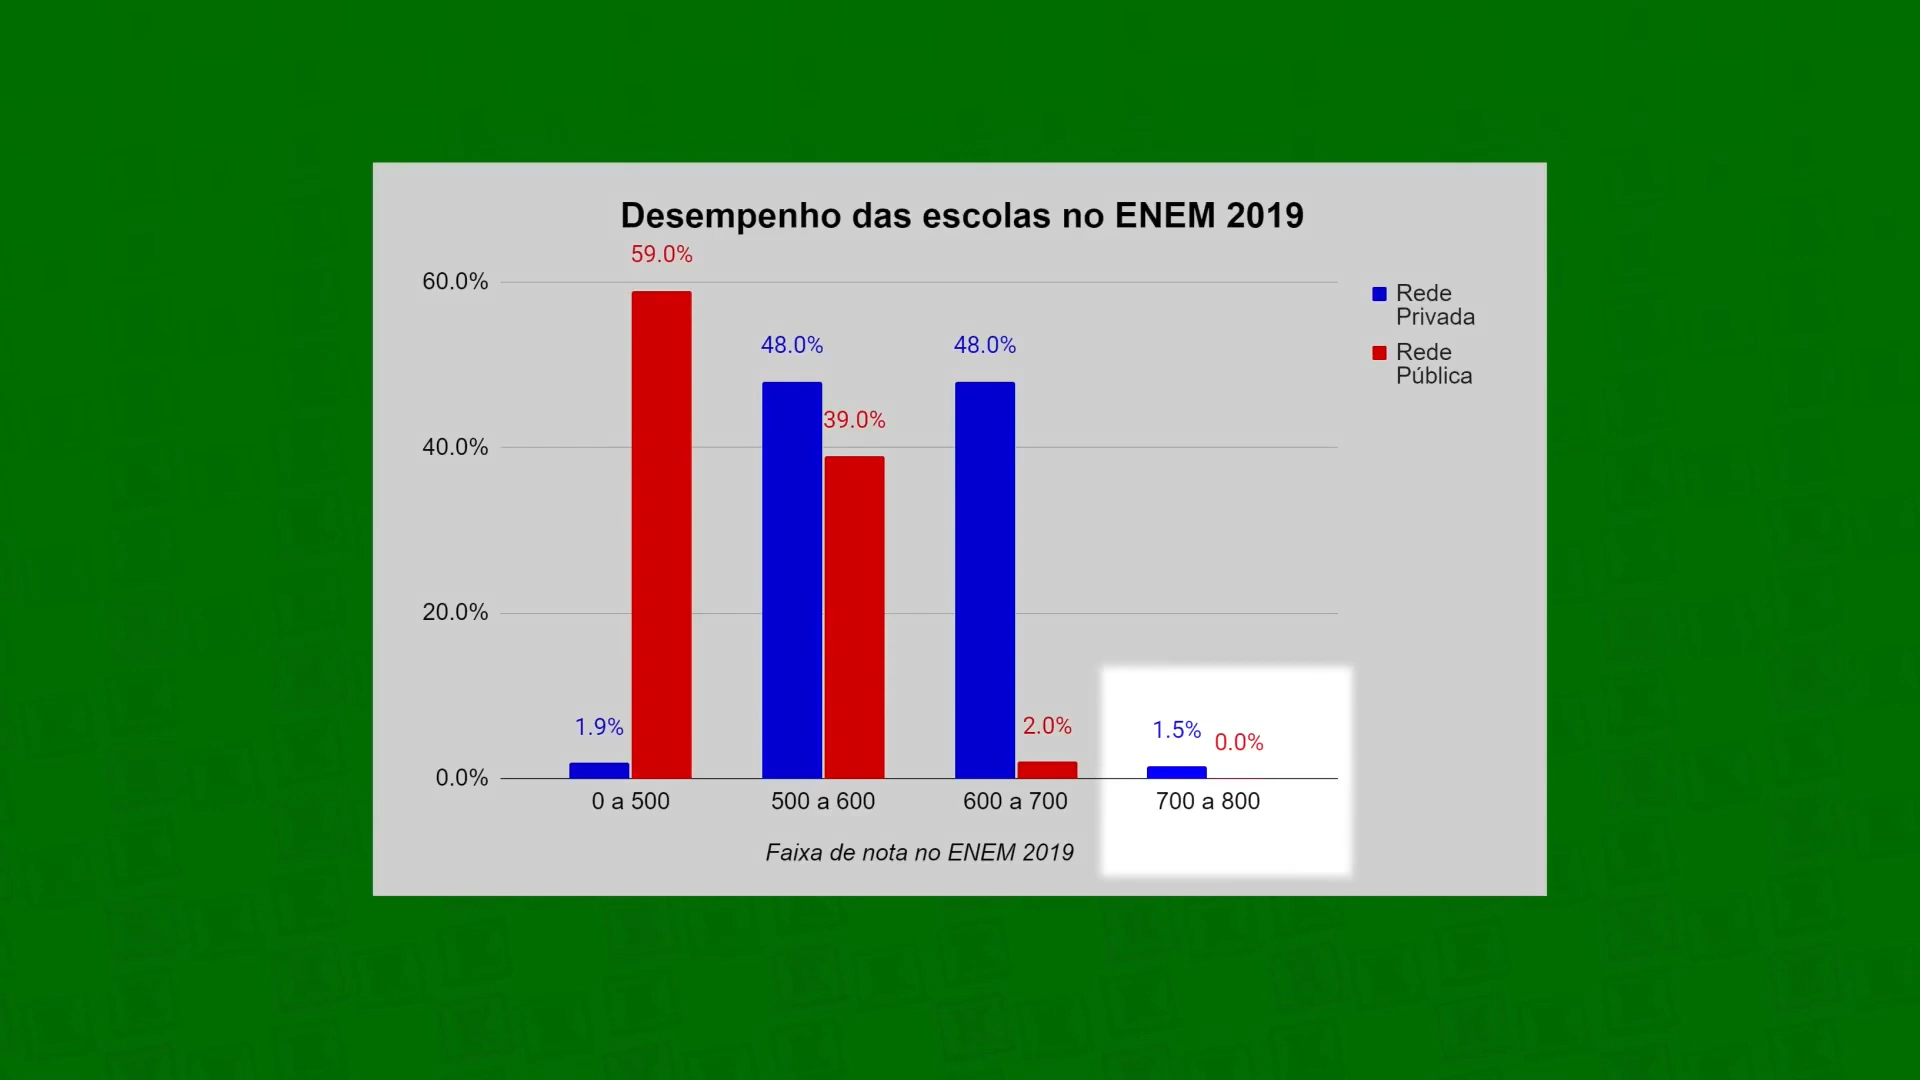 Desempenho das escolas no ENEM 2019
59.0%
60.0%
48.0%
48.0%
39.0%
40.0%
20.0%
1.9%
2.0%
1.5%
0.0%
0.0%
0 a 500
500 a 600
600 a 700
700 a 800
Faixa de nota no ENEM 2019
Rede
Privada
Rede
Pública